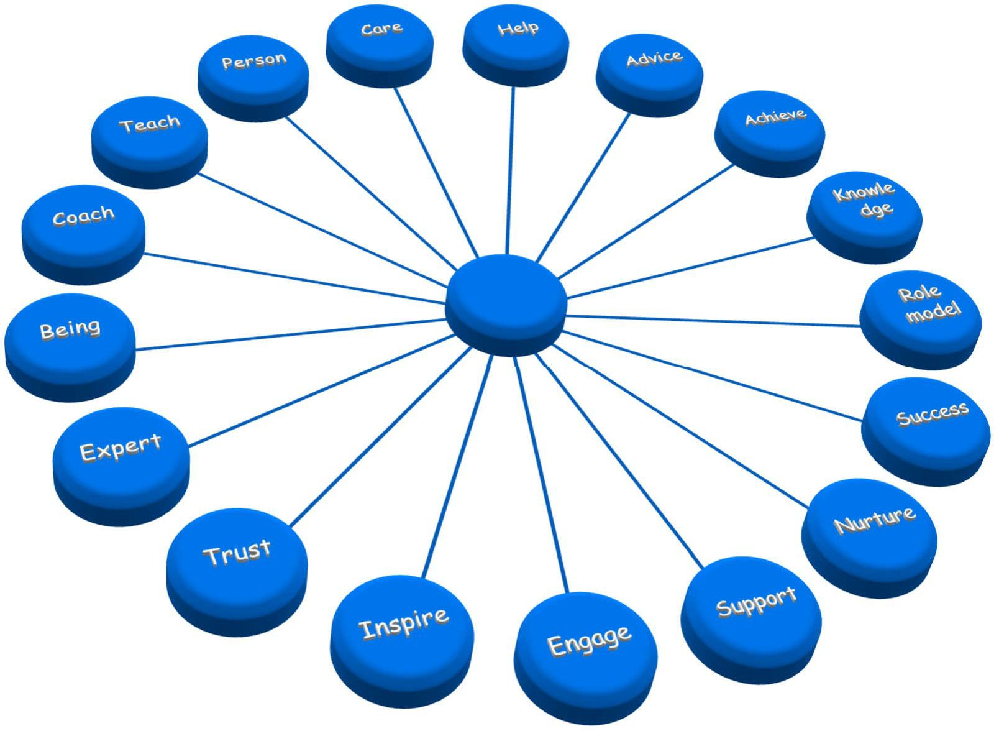 Care
Help
Advice
Achieve
Knowle
dge
Role
model
Success
Nurture
Support
Engage
Inspire
Trust
Expert
Being
Coach
Teach
Person